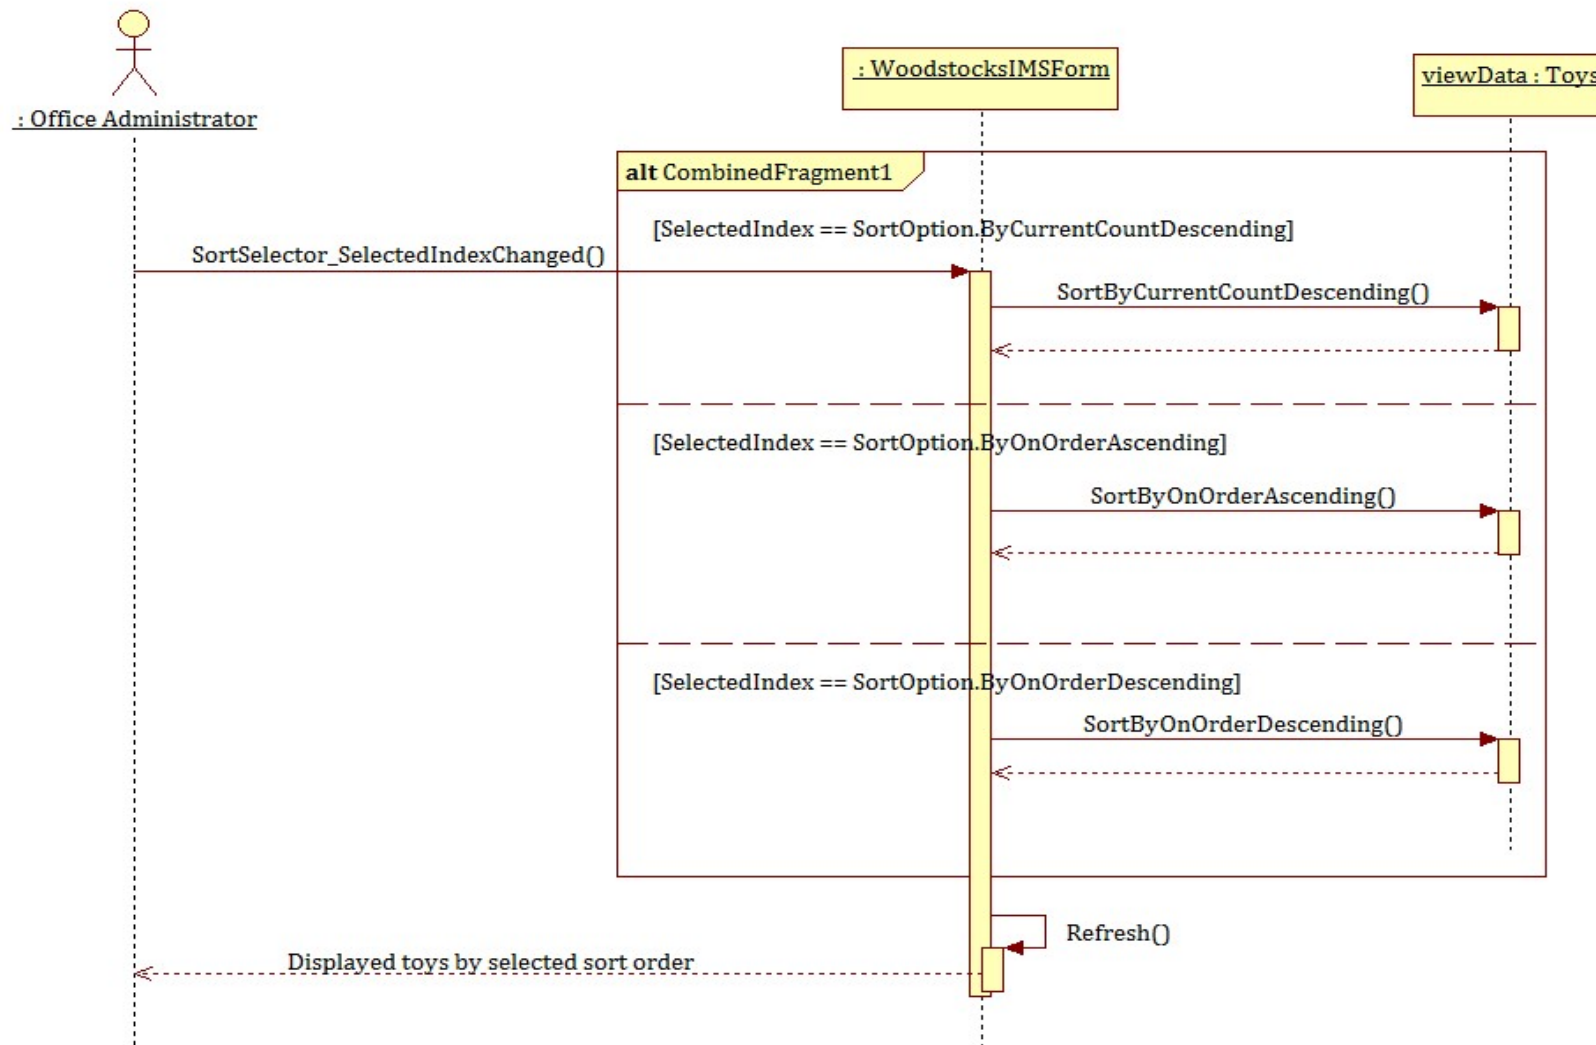 : Office Administrator
: WoodstocksIMSForm
viewData : Toys
alt CombinedFragment1
[SelectedIndex == SortOption.ByCurrentCountDescending]
SortSelector_SelectedIndexChanged()
SortByCurrentCountDescending()
[SelectedIndex == SortOption.ByOnOrderAscending]
SortByOnOrderAscending()
[SelectedIndex == SortOption.ByOnOrderDescending]
SortByOnOrderDescending()
Refresh()
Displayed toys by selected sort order